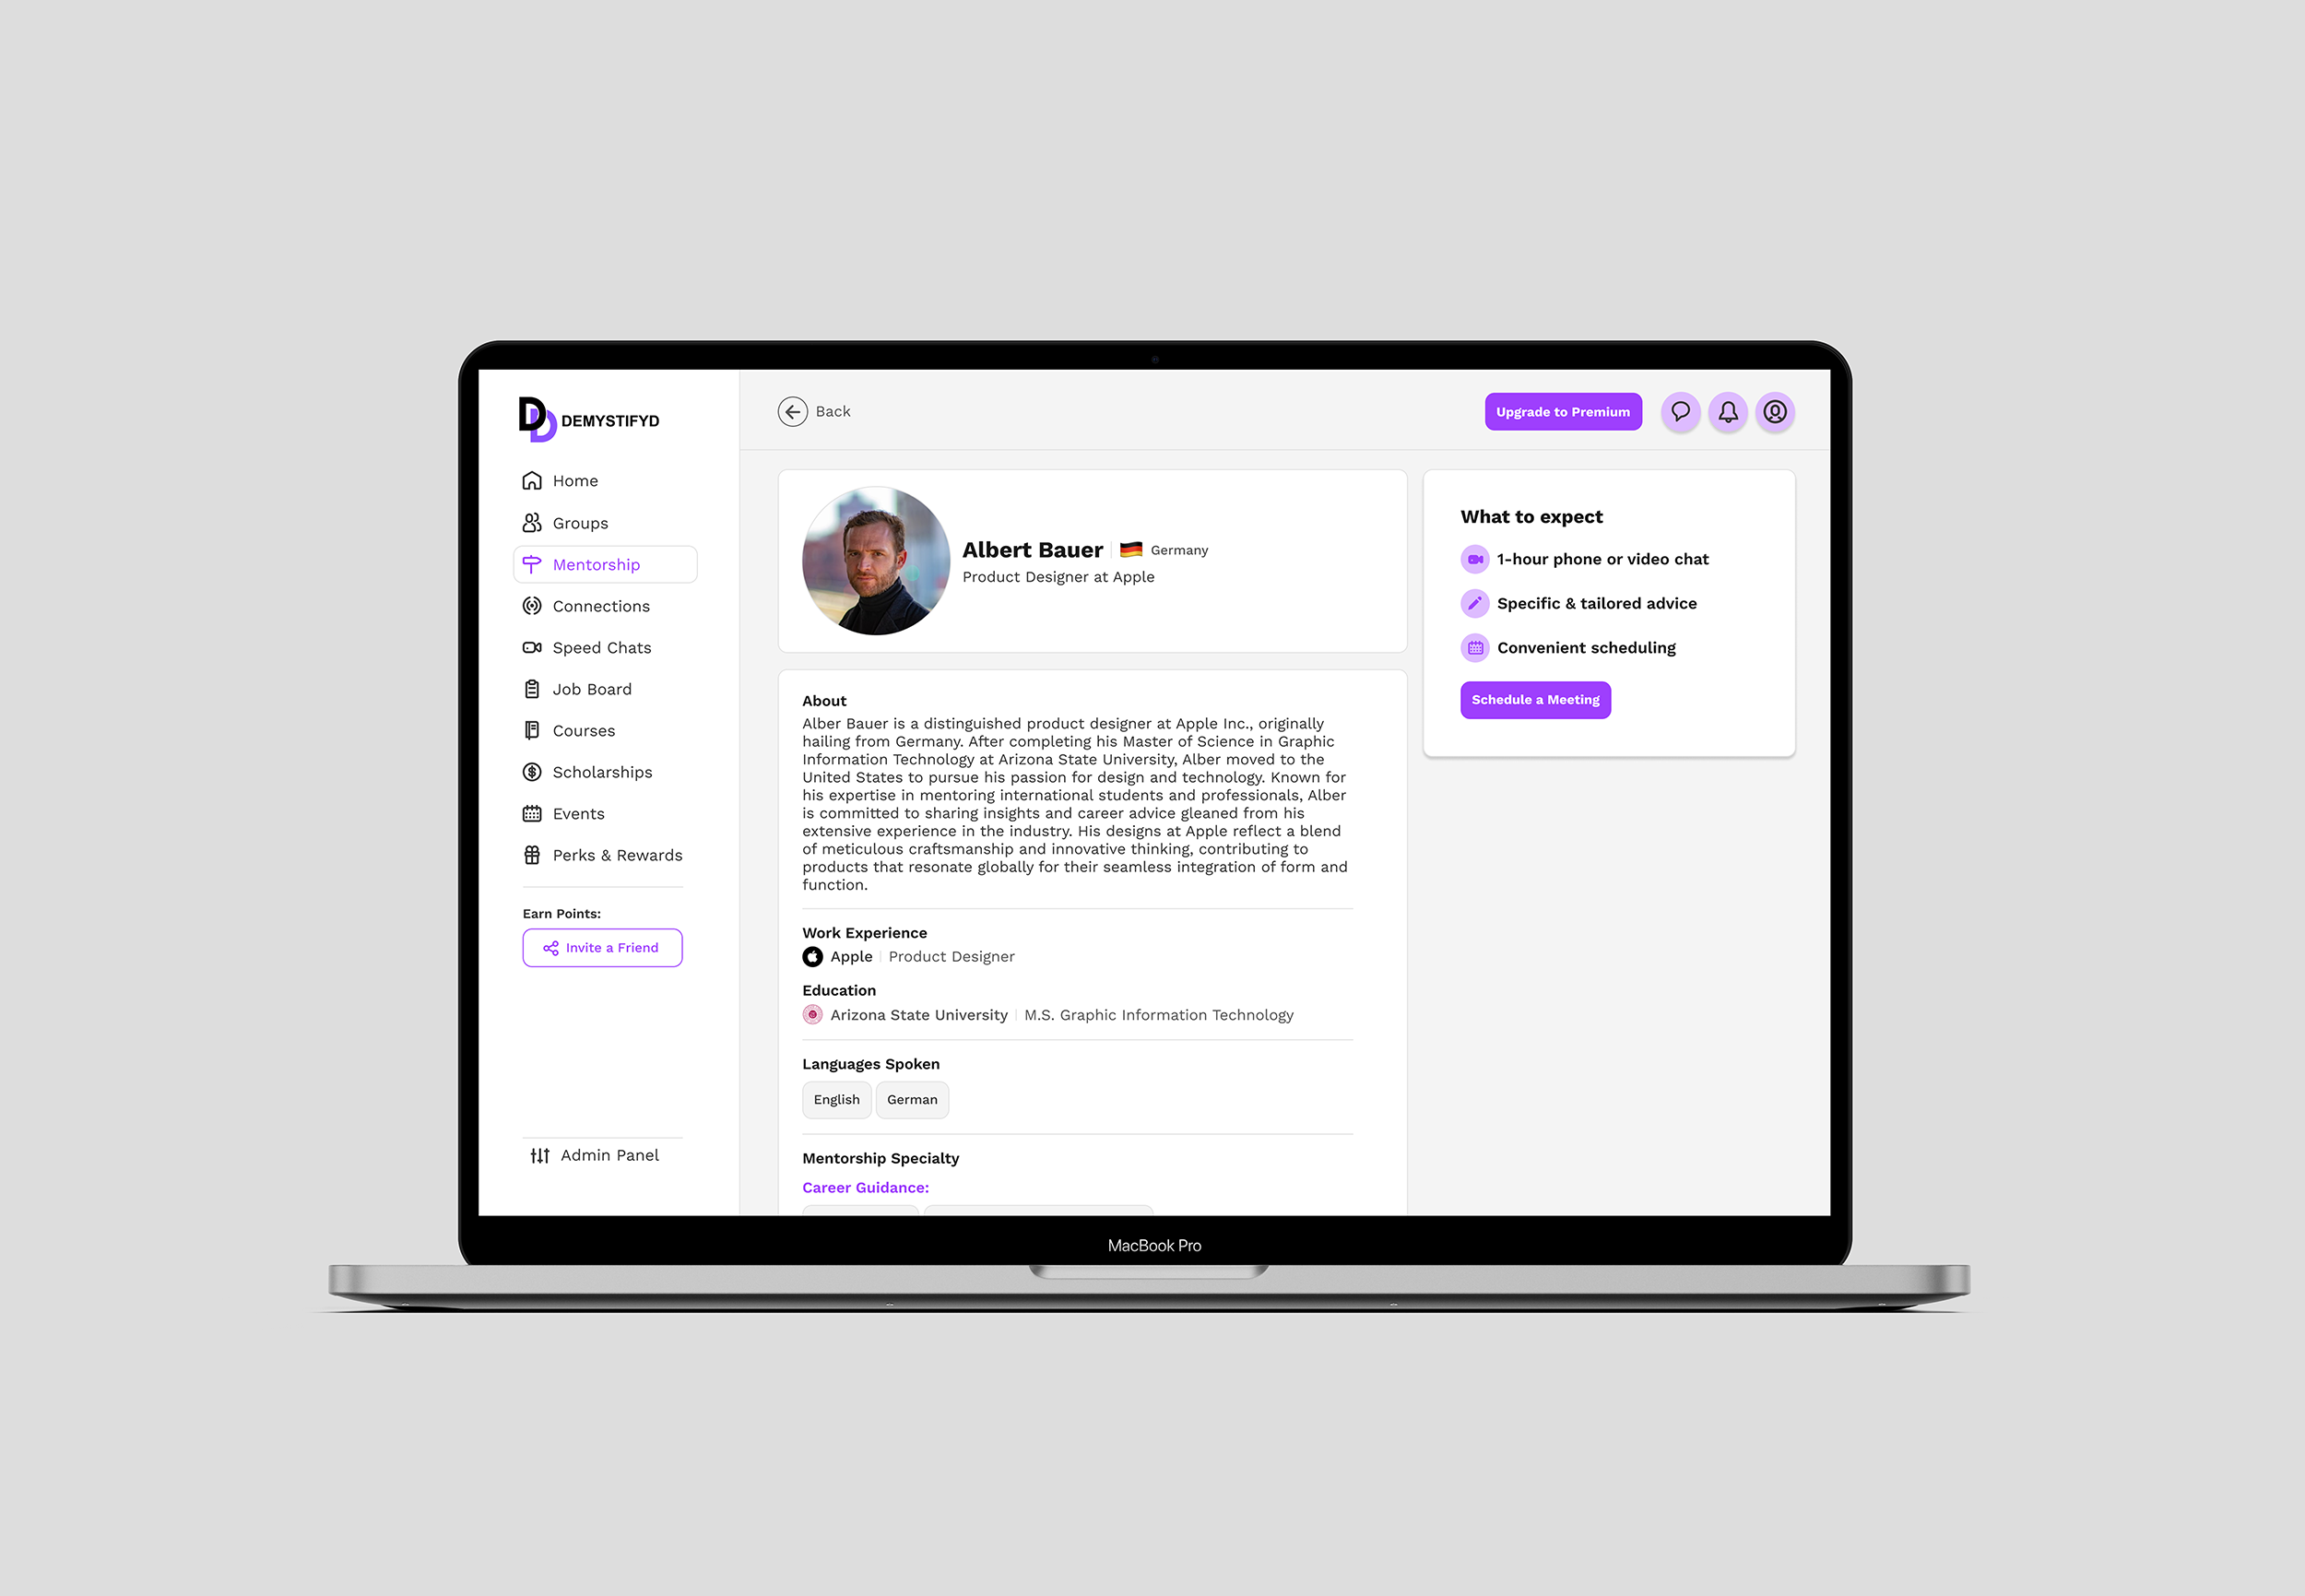 DEMYSTIFYD
Home
Groups
Mentorship
Connections
Speed Chats
Job Board
Courses
Scholarships
Events
Perks & Rewards
Earn Points:
Invite a Friend
Admin Panel
Back
Upgrade to Premium
Albert Bauer
Germany
Product Designer at Apple
About
Alber Bauer is a distinguished product designer at Apple Inc., originally
hailing from Germany. After completing his Master of Science in Graphic
Information Technology at Arizona State University, Alber moved to the
United States to pursue his passion for design and technology. Known for
his expertise in mentoring international students and professionals, Alber
is committed to sharing insights and career advice gleaned from his
extensive experience in the industry. His designs at Apple reflect a blend
of meticulous craftsmanship and innovative thinking, contributing to
products that resonate globally for their seamless integration of form and
function.
Work Experience
Apple | Product Designer
Education
Arizona State University | M.S. Graphic Information Technology
Languages Spoken
English
German
Mentorship Specialty
Career Guidance:
What to expect
1-hour phone or video chat
Specific & tailored advice
Convenient scheduling
Schedule a Meeting
MacBook Pro